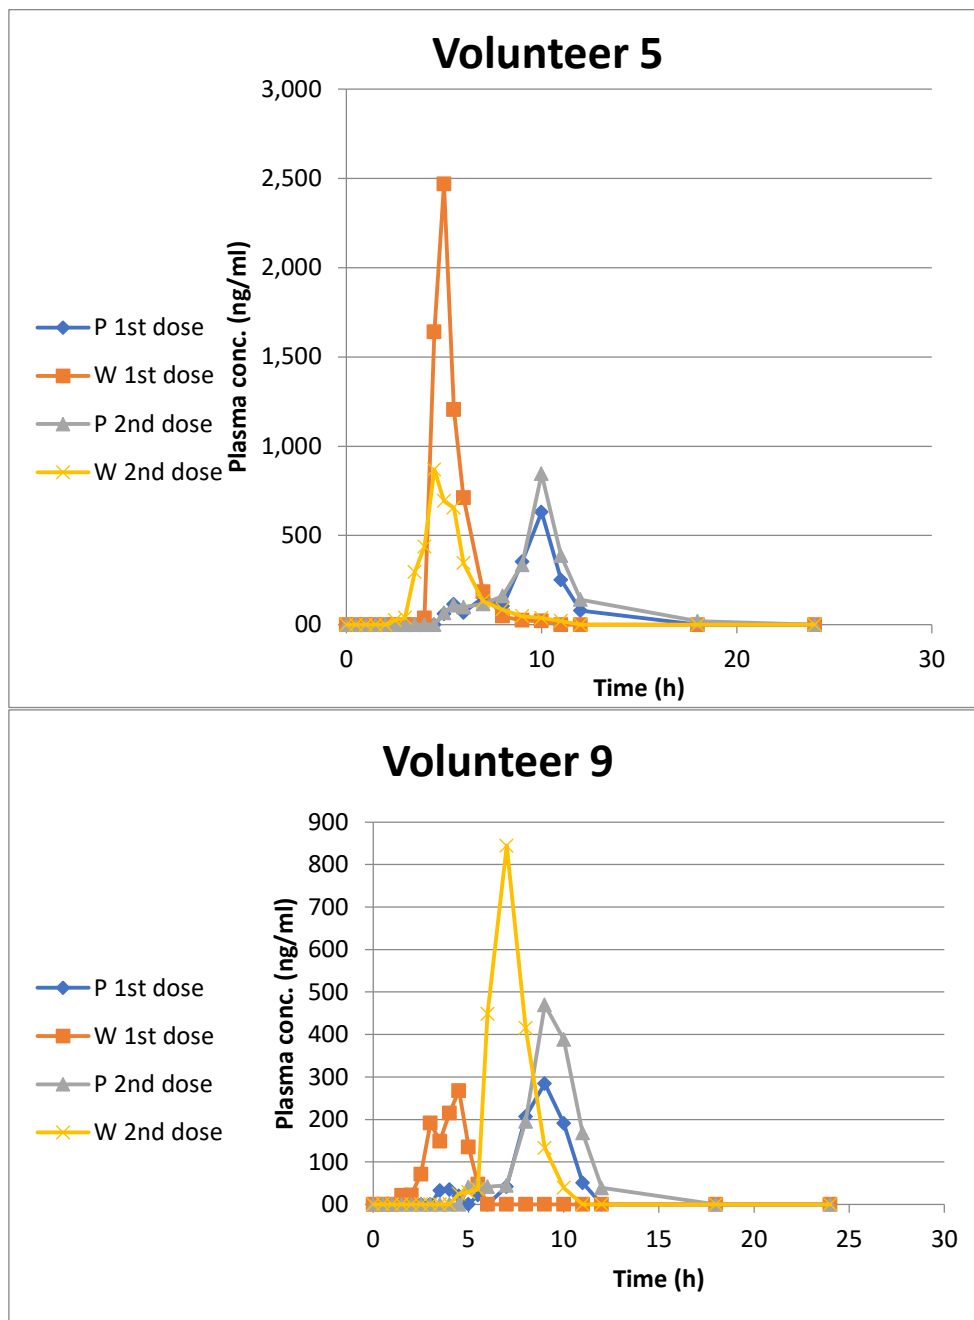 Volunteer 5
3,000
2,500
2,000
1,500
1,000
500
00
Plasma conc. (ng/ml)
P 1st dose
W 1st dose
P 2nd dose
W 2nd dose
0 10 20 30
Time (h)
Volunteer 9
900
800
700
600
500
400
300
200
100
00
Plasma conc. (ng/ml)
P 1st dose
W 1st dose
P 2nd dose
W 2nd dose
0 5 10 15 20 25 30
Time (h)